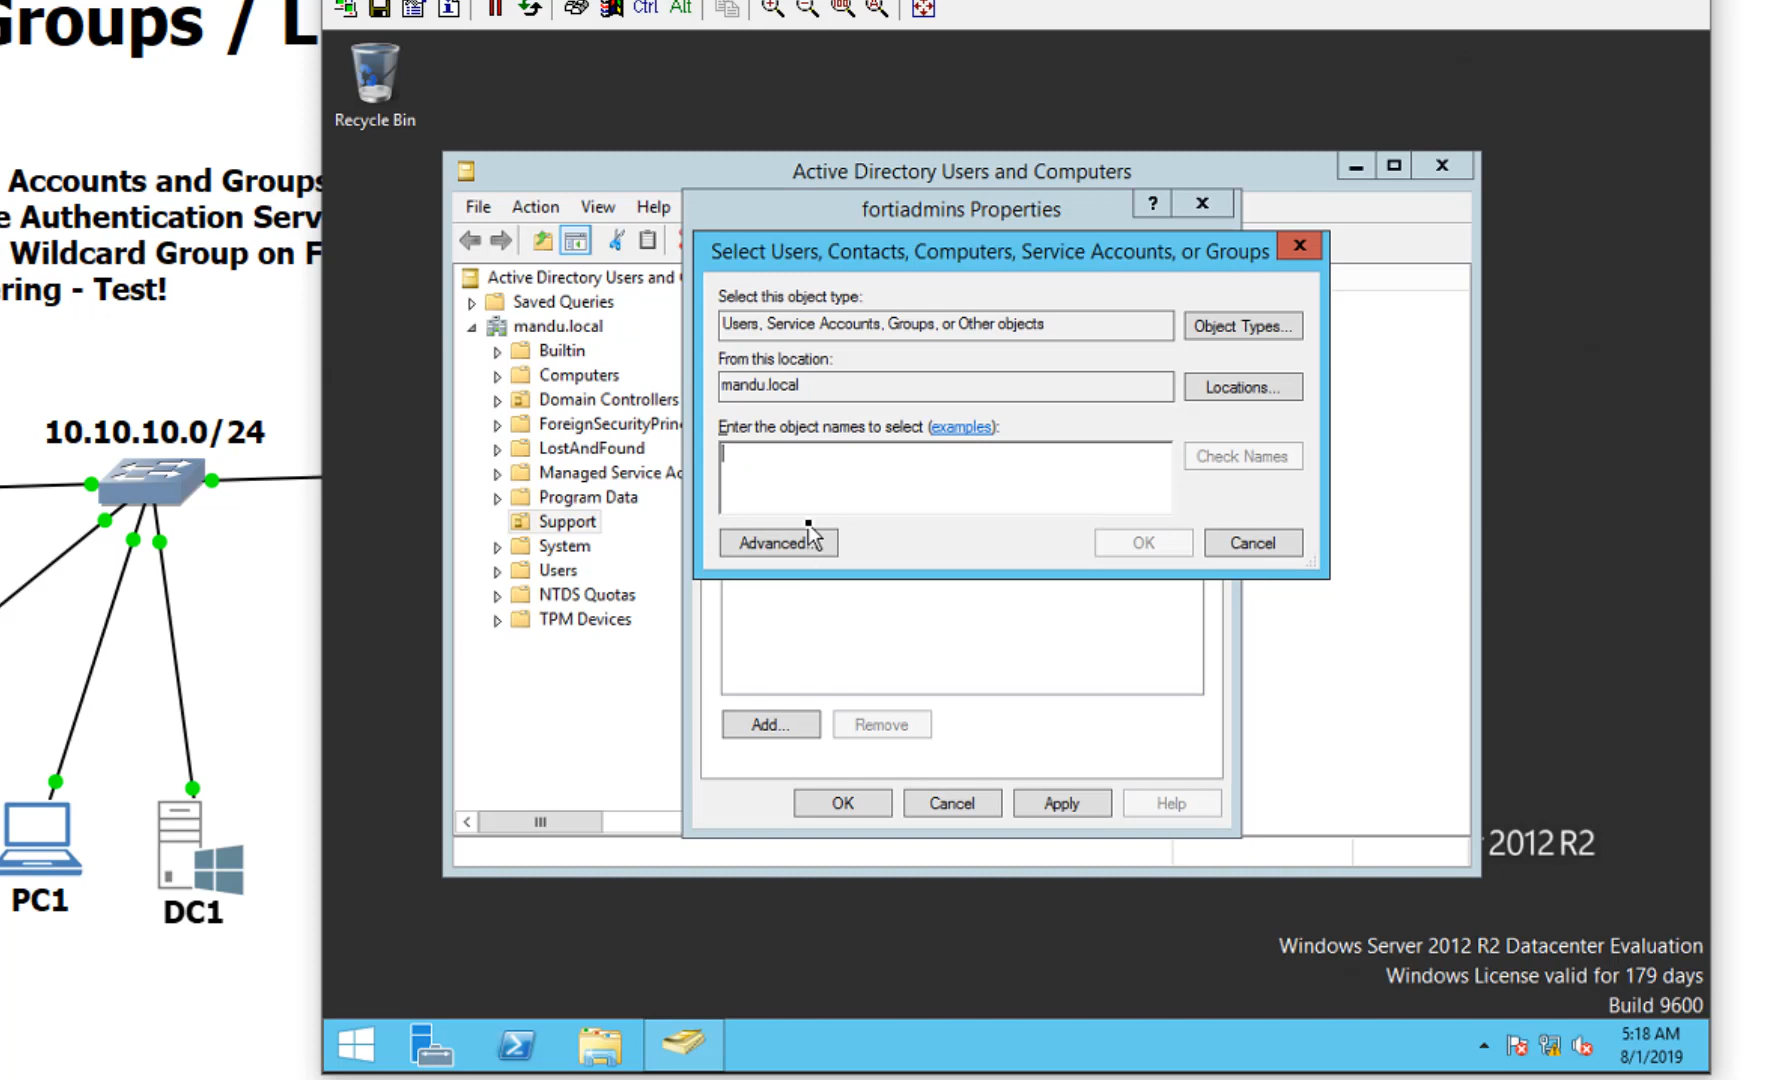 Groups / L
Accounts and Groups
e Authentication Serv
Wildcard Group on F
ring - Test!
10.10.10.0/24
PC1
DC1
Ctrl Alt
Recycle Bin
Active Directory Users and Computers
File Action View Help
Active Directory Users and
Saved Queries
mandu.local
Builtin
Computers
Domain Controllers
ForeignSecurityPrin
LostAndFound
Managed Service Ac
Program Data
Support
System
Users
NTDS Quotas
TPM Devices
fortiadmins Properties
?
Select Users, Contacts, Computers, Service Accounts, or Groups
Select this object type:
Users, Service Accounts, Groups, or Other objects
Object Types...
From this location:
mandu.local
Locations...
Enter the object names to select (examples):
Check Names
Advanced...
OK
Cancel
Add...
Remove
OK
Cancel
Apply
Help
2012 R2
Windows Server 2012 R2 Datacenter Evaluation
Windows License valid for 179 days
Build 9600
5:18 AM
8/1/2019